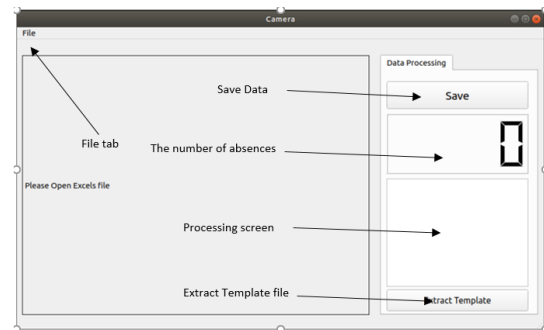 Camera
File
Data Processing
Save Data
Save
File tab
The number of absences
0
Please Open Excels file
Processing screen
Extract Template file
Extract Template